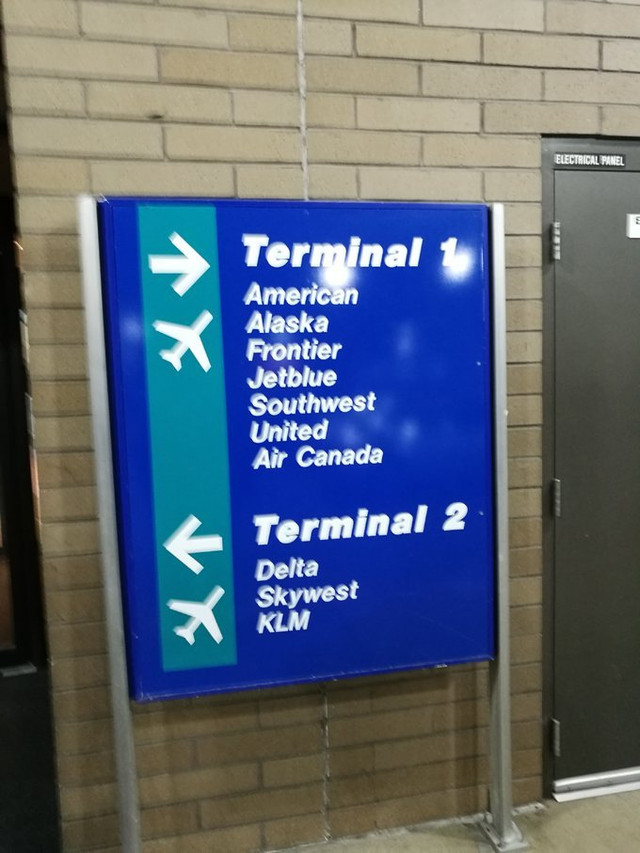 ELECTRICAL PANEL
Terminal 1
American
Alaska
Frontier
Jetblue
Southwest
United
Air Canada
Terminal 2
Delta
Skywest
KLM